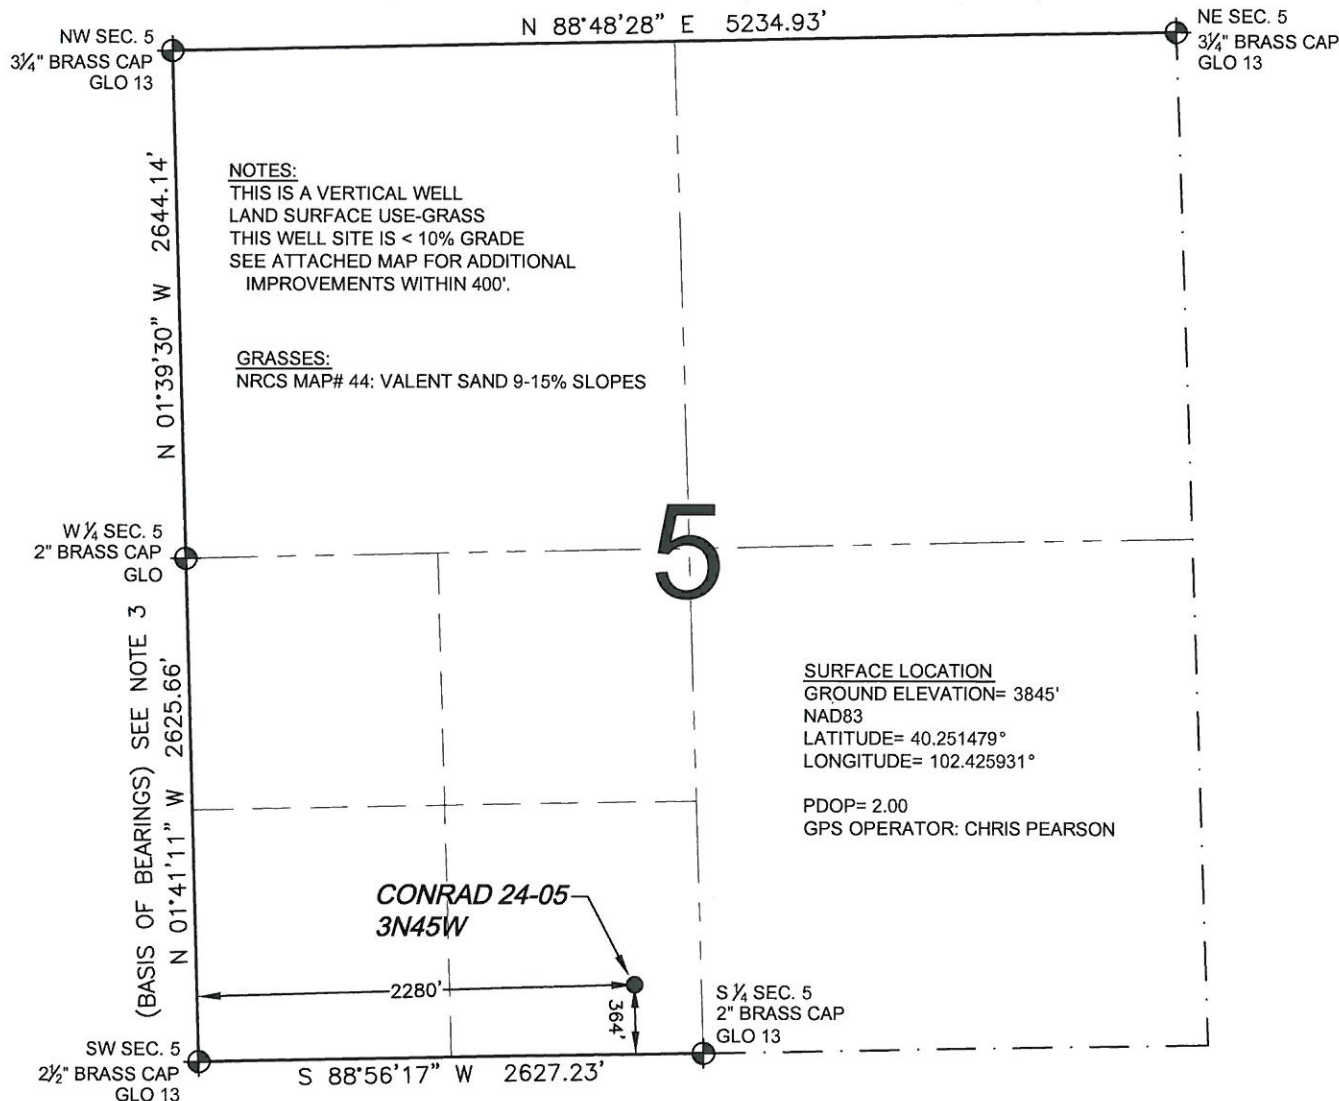 N 88°48'28" E 5234.93'
NW SEC. 5
3¼" BRASS CAP
GLO 13
NE SEC. 5
3¼" BRASS CAP
GLO 13
N 01°39'30" W 2644.14'
NOTES:
THIS IS A VERTICAL WELL
LAND SURFACE USE-GRASS
THIS WELL SITE IS < 10% GRADE
SEE ATTACHED MAP FOR ADDITIONAL
IMPROVEMENTS WITHIN 400'.
GRASSES:
NRCS MAP# 44: VALENT SAND 9-15% SLOPES
W ¼ SEC. 5
2" BRASS CAP
GLO
5
(BASIS OF BEARINGS) SEE NOTE 3
N 01°41'11" W 2625.66'
SURFACE LOCATION
GROUND ELEVATION= 3845'
NAD83
LATITUDE= 40.251479°
LONGITUDE= 102.425931°
PDOP= 2.00
GPS OPERATOR: CHRIS PEARSON
CONRAD 24-05
3N45W
2280'
364'
S ¼ SEC. 5
2" BRASS CAP
GLO 13
SW SEC. 5
2½" BRASS CAP
GLO 13
S 88°56'17" W 2627.23'